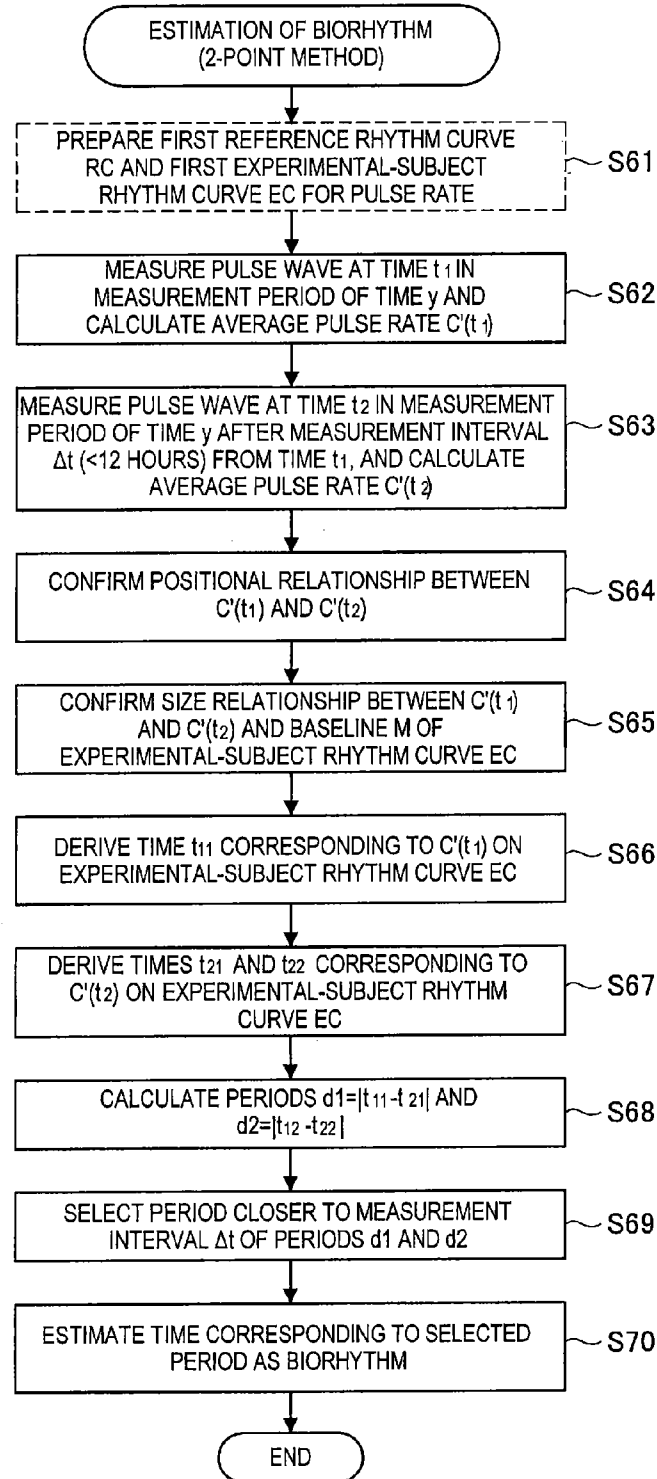 ESTIMATION OF BIORHYTHM
(2-POINT METHOD)
PREPARE FIRST REFERENCE RHYTHM CURVE
RC AND FIRST EXPERIMENTAL-SUBJECT
RHYTHM CURVE EC FOR PULSE RATE
S61
MEASURE PULSE WAVE AT TIME t1 IN
MEASUREMENT PERIOD OF TIME y AND
CALCULATE AVERAGE PULSE RATE C'(t1)
S62
MEASURE PULSE WAVE AT TIME t2 IN MEASUREMENT
PERIOD OF TIME y AFTER MEASUREMENT INTERVAL
Δt (<12 HOURS) FROM TIME t1, AND CALCULATE
AVERAGE PULSE RATE C'(t2)
S63
CONFIRM POSITIONAL RELATIONSHIP BETWEEN
C'(t1) AND C'(t2)
S64
CONFIRM SIZE RELATIONSHIP BETWEEN C'(t1)
AND C'(t2) AND BASELINE M OF
EXPERIMENTAL-SUBJECT RHYTHM CURVE EC
S65
DERIVE TIME t11 CORRESPONDING TO C'(t1) ON
EXPERIMENTAL-SUBJECT RHYTHM CURVE EC
S66
DERIVE TIMES t21 AND t22 CORRESPONDING TO
C'(t2) ON EXPERIMENTAL-SUBJECT RHYTHM
CURVE EC
S67
CALCULATE PERIODS d1=|t11-t21| AND
d2=|t12-t22|
S68
SELECT PERIOD CLOSER TO MEASUREMENT
INTERVAL Δt OF PERIODS d1 AND d2
S69
ESTIMATE TIME CORRESPONDING TO SELECTED
PERIOD AS BIORHYTHM
S70
END